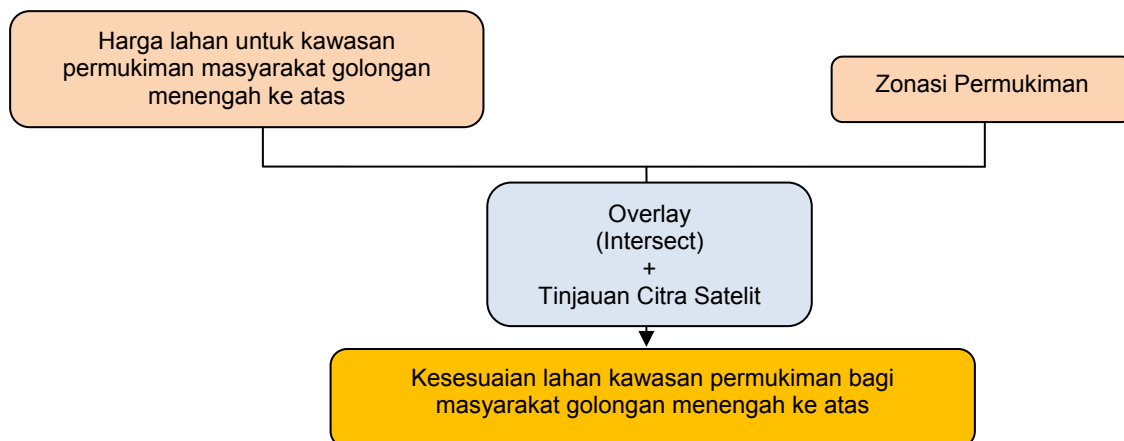 Harga lahan untuk kawasan
permukiman masyarakat golongan
menengah ke atas
Zonasi Permukiman
Overlay
(Intersect)
+
Tinjauan Citra Satelit
Kesesuaian lahan kawasan permukiman bagi
masyarakat golongan menengah ke atas